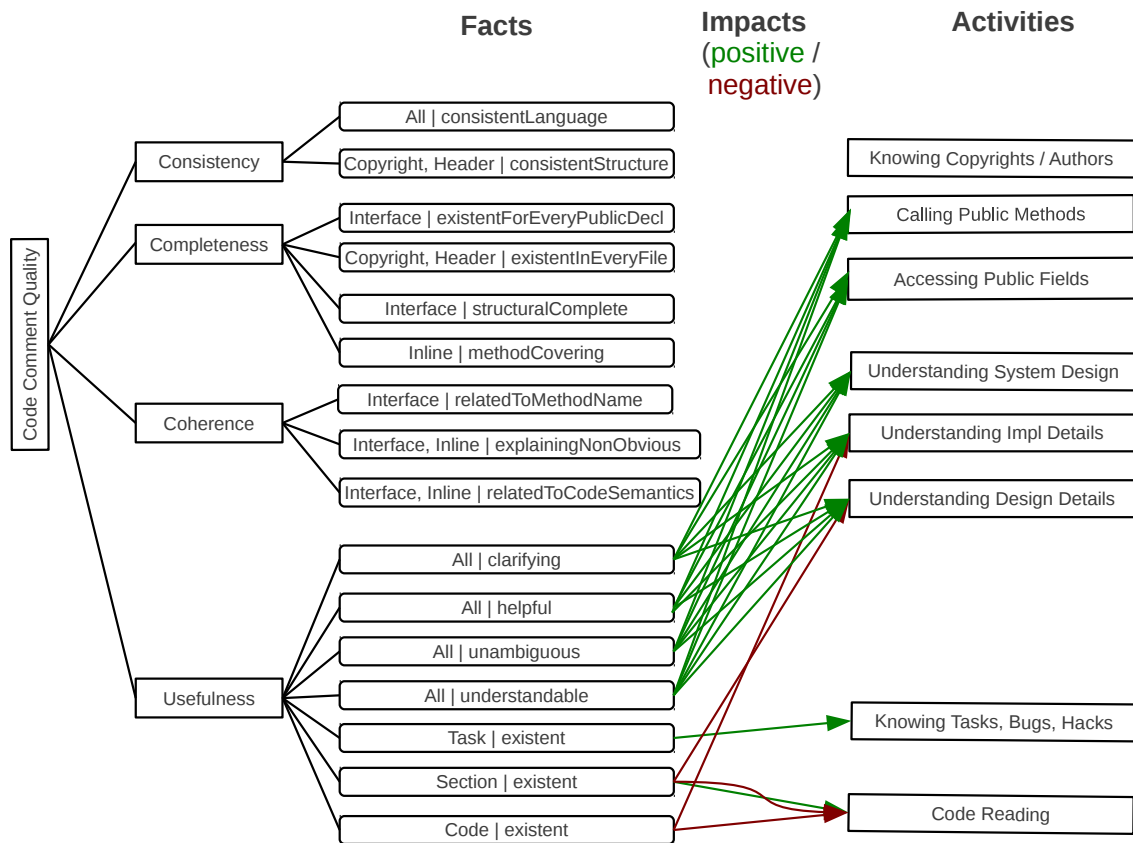 Facts
Impacts
(positive /
negative)
Activities
Code Comment Quality
Consistency
Completeness
Coherence
Usefulness
All | consistentLanguage
Copyright, Header | consistentStructure
Interface | existentForEveryPublicDecl
Copyright, Header | existentInEveryFile
Interface | structuralComplete
Inline | methodCovering
Interface | relatedToMethodName
Interface, Inline | explainingNonObvious
Interface, Inline | relatedToCodeSemantics
All | clarifying
All | helpful
All | unambiguous
All | understandable
Task | existent
Section | existent
Code | existent
Knowing Copyrights / Authors
Calling Public Methods
Accessing Public Fields
Understanding System Design
Understanding Impl Details
Understanding Design Details
Knowing Tasks, Bugs, Hacks
Code Reading